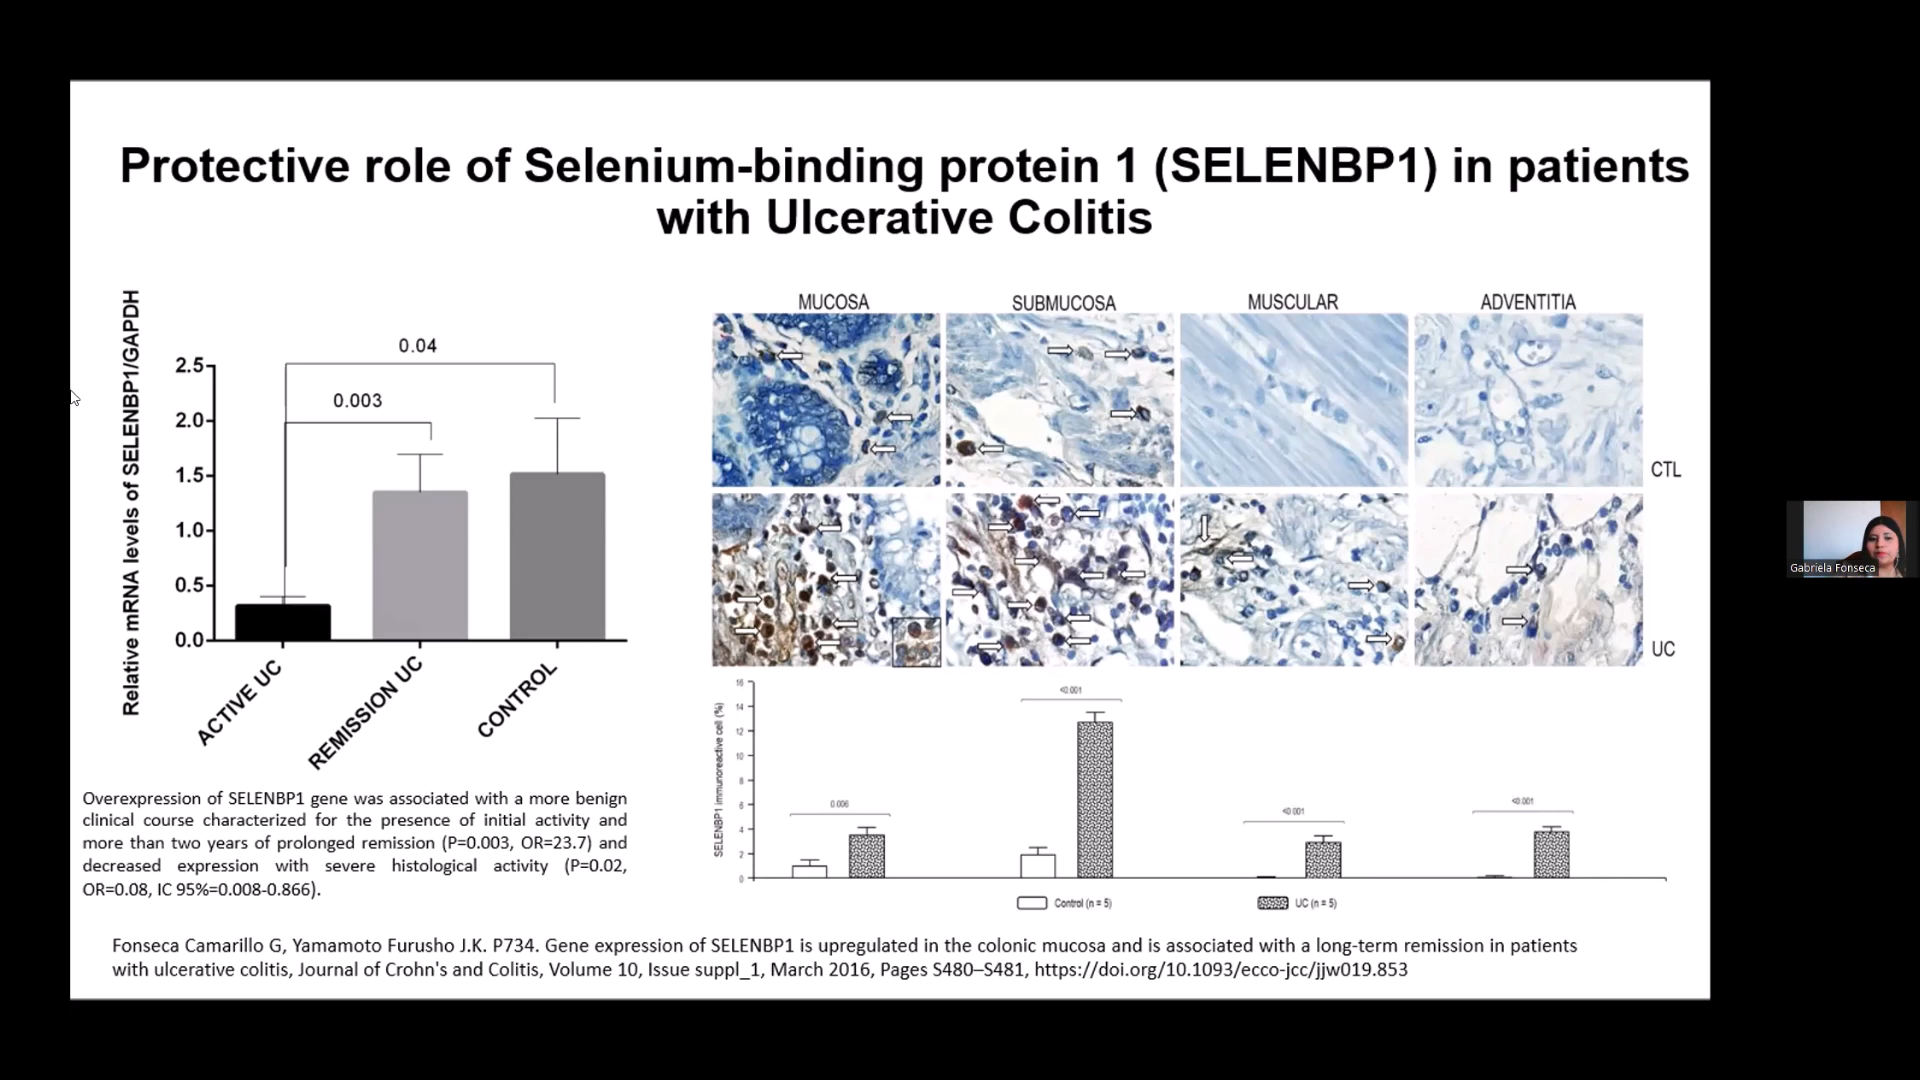 Protective role of Selenium-binding protein 1 (SELENBP1) in patients
with Ulcerative Colitis
Relative mRNA levels of SELENBP1/GAPDH
0.04
0.003
2.5
2.0
1.5
1.0
0.5
0.0
ACTIVE UC
REMISSION UC
CONTROL
Overexpression of SELENBP1 gene was associated with a more benign
clinical course characterized for the presence of initial activity and
more than two years of prolonged remission (P=0.003, OR=23.7) and
decreased expression with severe histological activity (P=0.02,
OR=0.08, IC 95%=0.008-0.866).
MUCOSA
SUBMUCOSA
MUSCULAR
ADVENTITIA
CTL
UC
SELENBP1 immunoreactive cell (%)
16
14
12
10
8
6
4
2
0
0.006
<0.001
<0.001
<0.001
Control (n = 5)
UC (n = 5)
Fonseca Camarillo G, Yamamoto Furusho J.K. P734. Gene expression of SELENBP1 is upregulated in the colonic mucosa and is associated with a long-term remission in patients
with ulcerative colitis, Journal of Crohn's and Colitis, Volume 10, Issue suppl_1, March 2016, Pages S480–S481, https://doi.org/10.1093/ecco-jcc/jjw019.853
Gabriela Fonseca